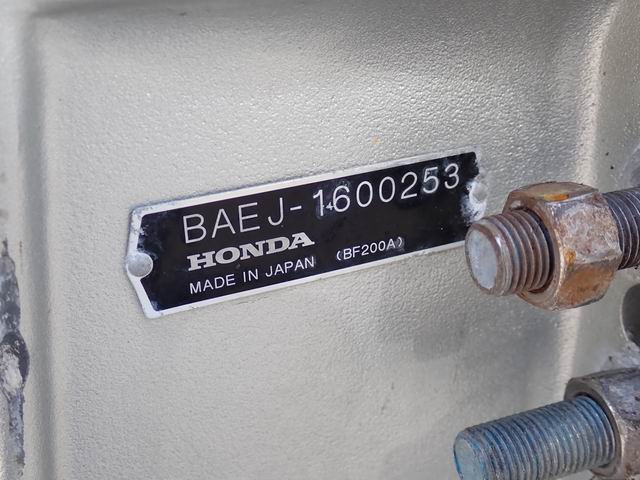 BAEJ-1600253
HONDA
MADE IN JAPAN (BF200A)